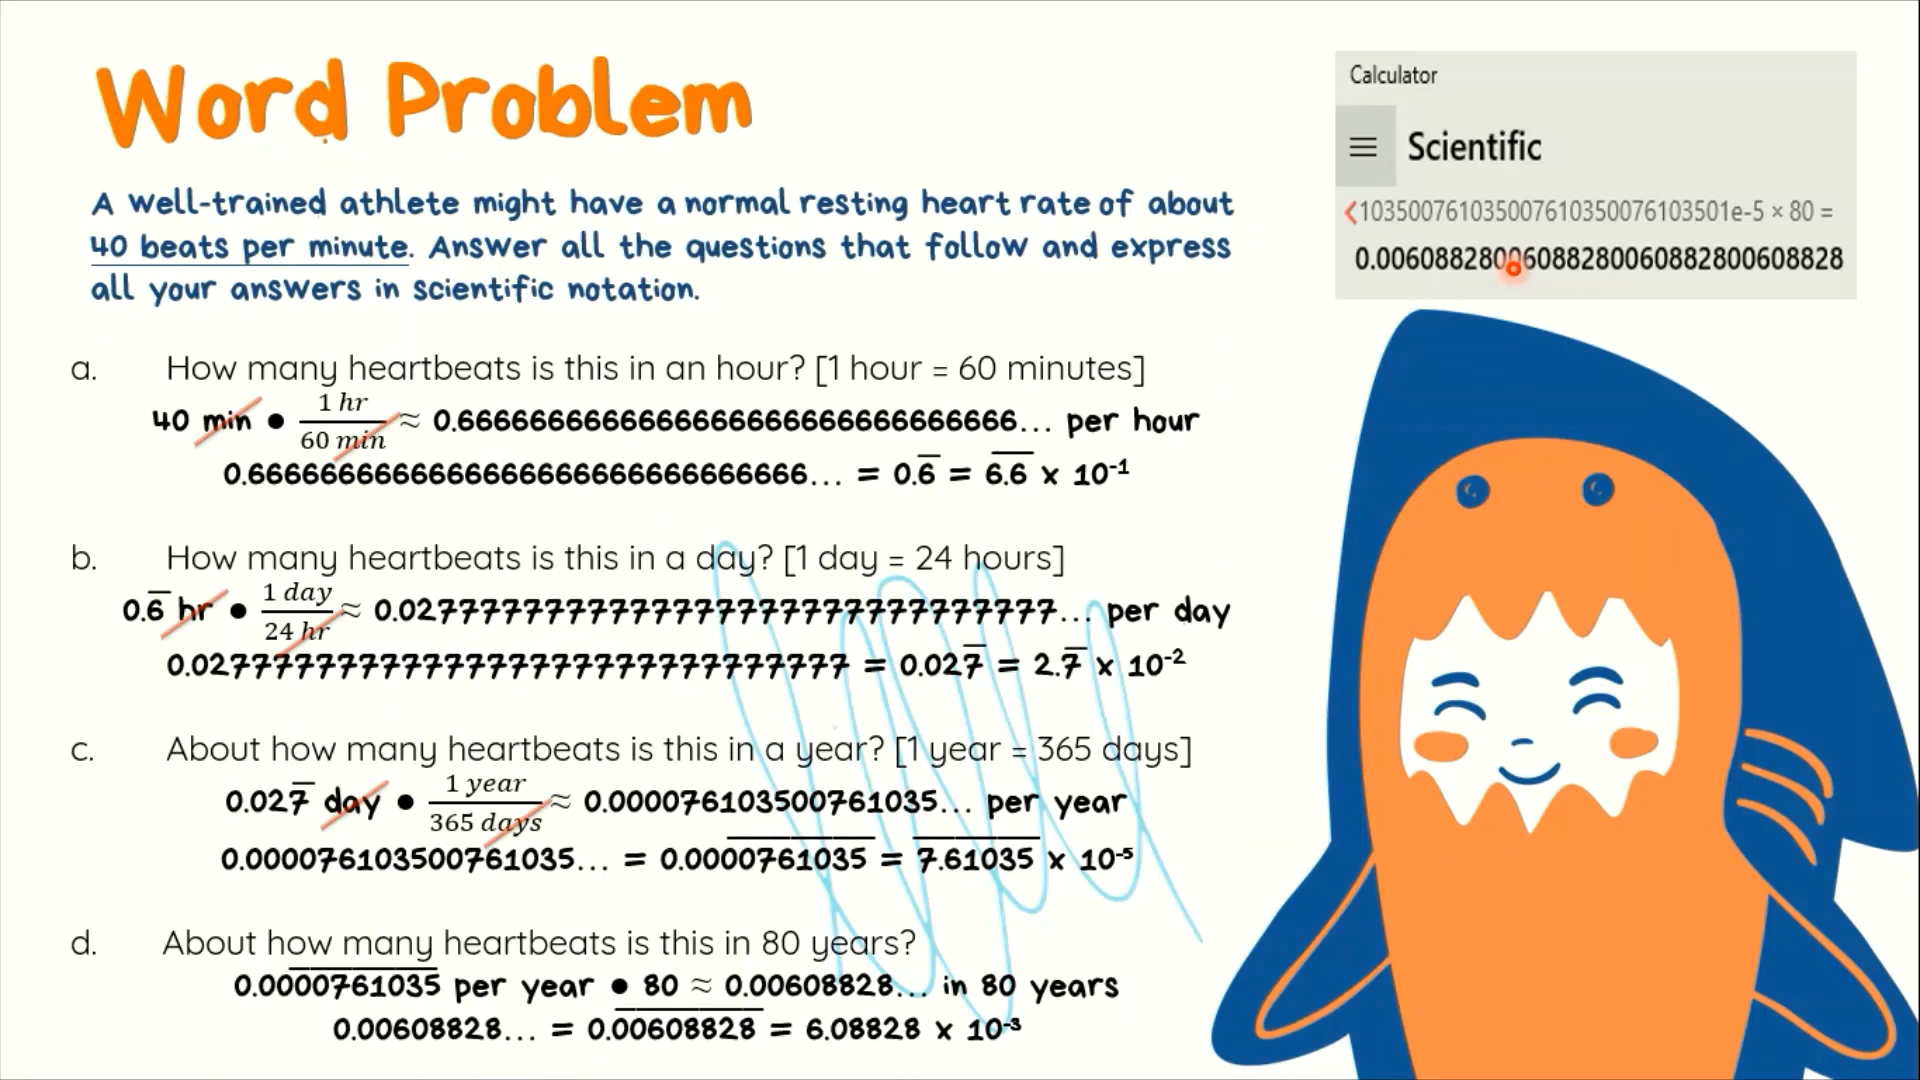 Word Problem
A well-trained athlete might have a normal resting heart rate of about
40 beats per minute. Answer all the questions that follow and express
all your answers in scientific notation.
Calculator
Scientific
103500761035007610350076103501e-5 × 80 =
0.00608828006088280060882800608828
a. How many heartbeats is this in an hour? [1 hour = 60 minutes]
40 min • 1 hr / 60 min ≈ 0.66666666666666666666666666666666... per hour
0.66666666666666666666666666666666... = 0.6̅ = 6.6̅ x 10⁻¹
b. How many heartbeats is this in a day? [1 day = 24 hours]
0.6̅ hr • 1 day / 24 hr ≈ 0.02777777777777777777777777777777... per day
0.02777777777777777777777777777777 = 0.027̅ = 2.7̅ x 10⁻²
c. About how many heartbeats is this in a year? [1 year = 365 days]
0.027̅ day • 1 year / 365 days ≈ 0.000076103500761035... per year
0.000076103500761035... = 0.0000761035 = 7.61035 x 10⁻⁵
d. About how many heartbeats is this in 80 years?
0.0000761035 per year • 80 ≈ 0.00608828... in 80 years
0.00608828... = 0.00608828 = 6.08828 x 10⁻³